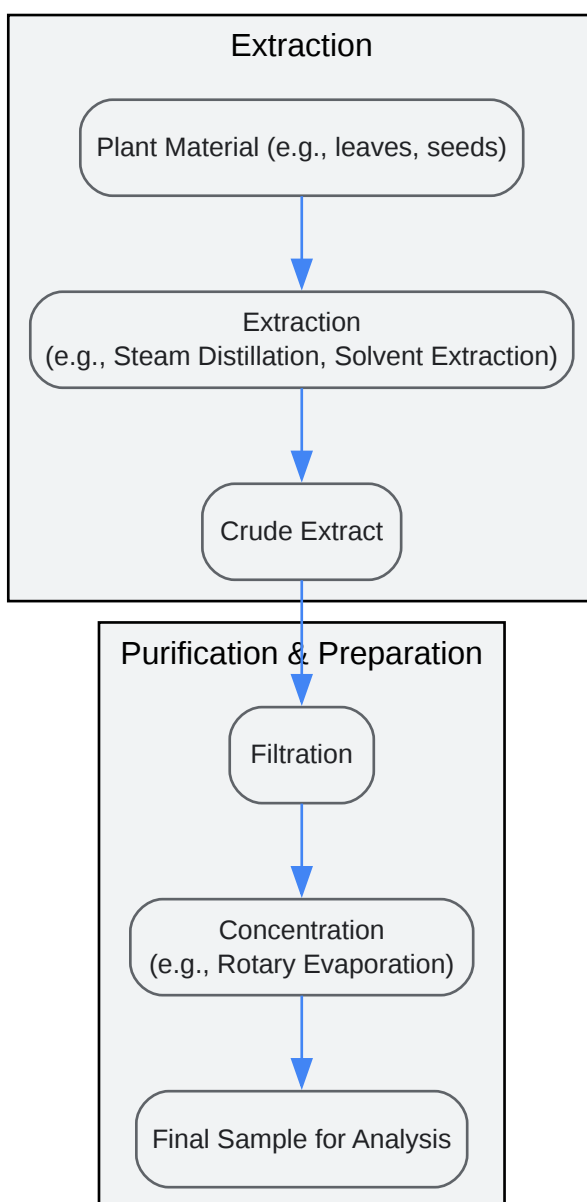 Extraction
Plant Material (e.g., leaves, seeds)
Extraction
(e.g., Steam Distillation, Solvent Extraction)
Crude Extract
Purification & Preparation
Filtration
Concentration
(e.g., Rotary Evaporation)
Final Sample for Analysis